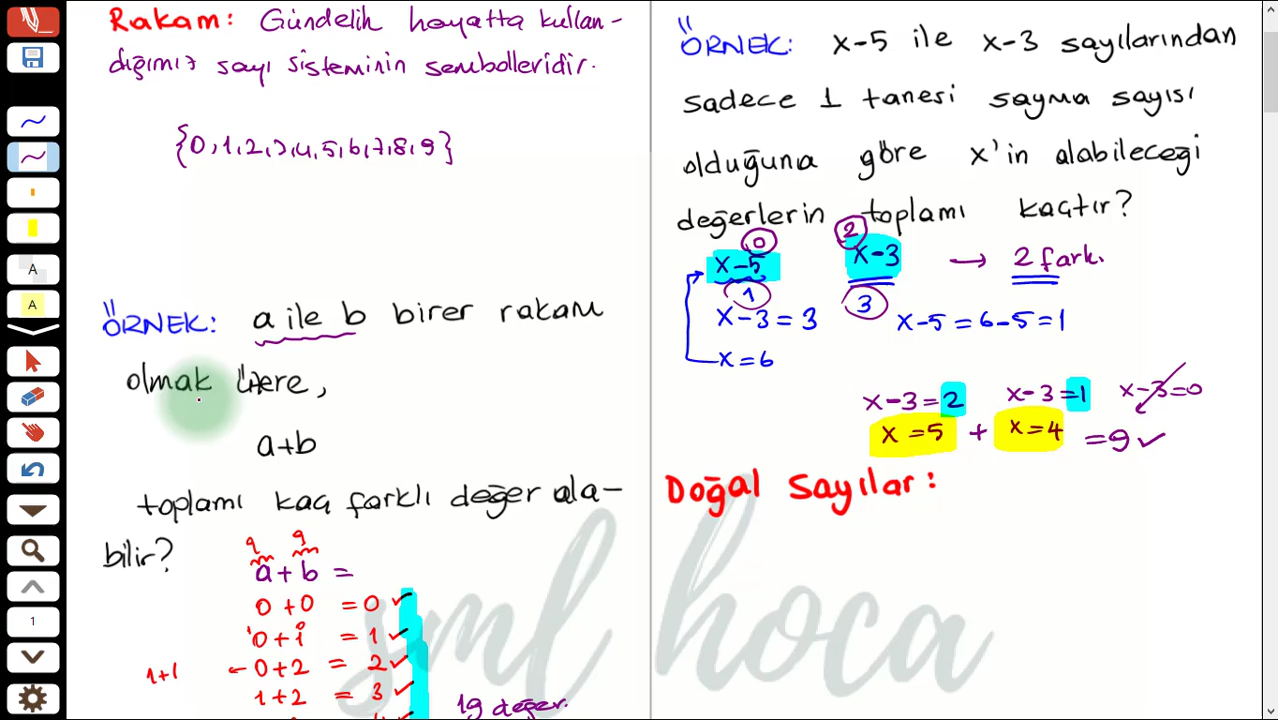 Rakam: Gündelik hayatta kullan-
dığımız sayı sisteminin sembolleridir.
{0,1,2,3,4,5,6,7,8,9}
ÖRNEK: a ile b birer rakam
olmak üzere,
a+b
toplamı kaç farklı değer ala-
bilir?
9 9
a+b =
0+0 = 0 ✓
0+1 = 1 ✓
1+1 ← 0+2 = 2 ✓
1+2 = 3 ✓
19 değer.
ÖRNEK: x-5 ile x-3 sayılarından
sadece 1 tanesi sayma sayısı
olduğuna göre x'in alabileceği
değerlerin toplamı kaçtır?
0 2
x-5 x-3 → 2 fark.
1 3
x-3=3 x-5=6-5=1
x=6
x-3=2 x-3=1 x-3=0
x=5 + x=4 =9 ✓
Doğal Sayılar:
sml hoca
A
A
1